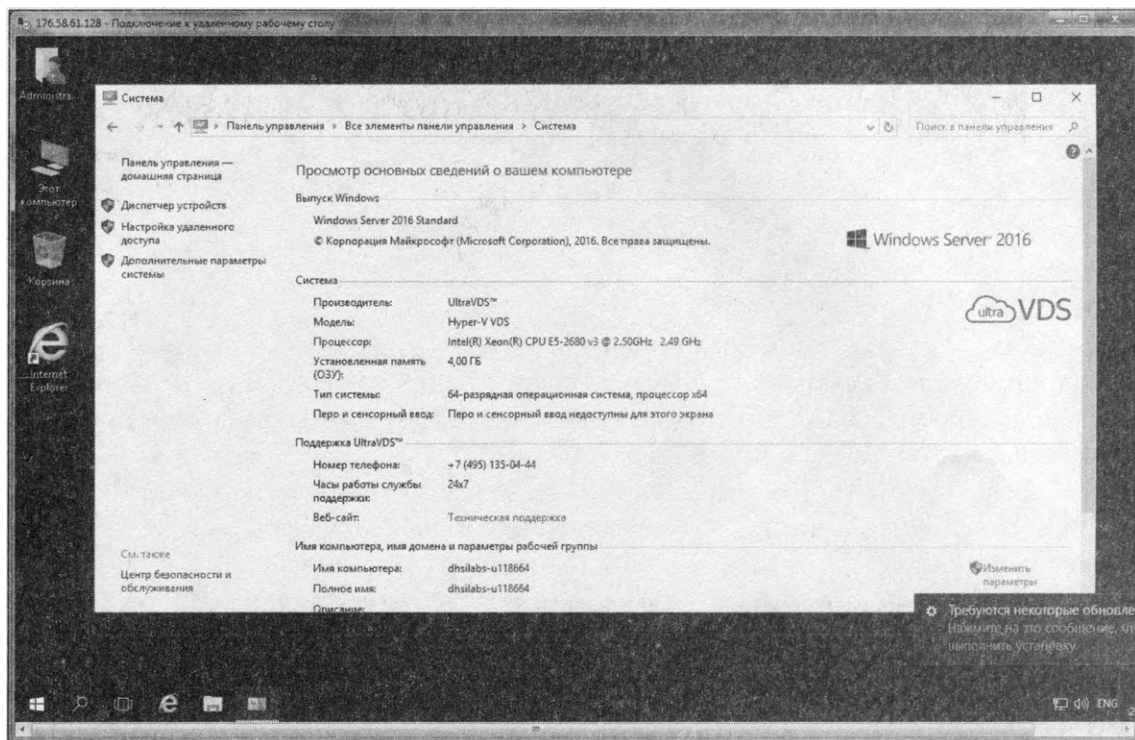 176.58.61.128 - Подключение к удаленному рабочему столу
Administra...
Этот
компьютер
Корзина
Internet
Explorer
Система
Панель управления > Все элементы панели управления > Система
Поиск в панели управления
Панель управления —
домашняя страница
Диспетчер устройств
Настройка удаленного
доступа
Дополнительные параметры
системы
См. также
Центр безопасности и
обслуживания
Просмотр основных сведений о вашем компьютере
Выпуск Windows
Windows Server 2016 Standard
© Корпорация Майкрософт (Microsoft Corporation), 2016. Все права защищены.
Windows Server® 2016
Система
Производитель: UltraVDS™
Модель: Hyper-V VDS
Процессор: Intel(R) Xeon(R) CPU E5-2680 v3 @ 2.50GHz 2.49 GHz
Установленная память
(ОЗУ): 4,00 ГБ
Тип системы: 64-разрядная операционная система, процессор x64
Перо и сенсорный ввод: Перо и сенсорный ввод недоступны для этого экрана
ultra VDS
Поддержка UltraVDS™
Номер телефона: +7 (495) 135-04-44
Часы работы службы
поддержки: 24x7
Веб-сайт: Техническая поддержка
Имя компьютера, имя домена и параметры рабочей группы
Имя компьютера: dhsilabs-u118664
Полное имя: dhsilabs-u118664
Описание:
Изменить
параметры
Требуются некоторые обновле
Нажмите на это сообщение, чт
выполнить установку.
ENG
2